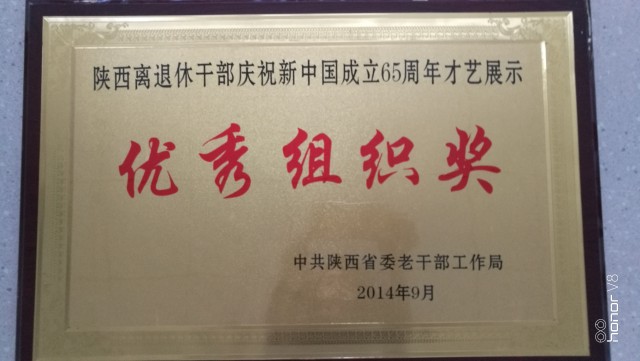 陕西离退休干部庆祝新中国成立65周年才艺展示
优秀组织奖
中共陕西省委老干部工作局
2014年9月
honor V8